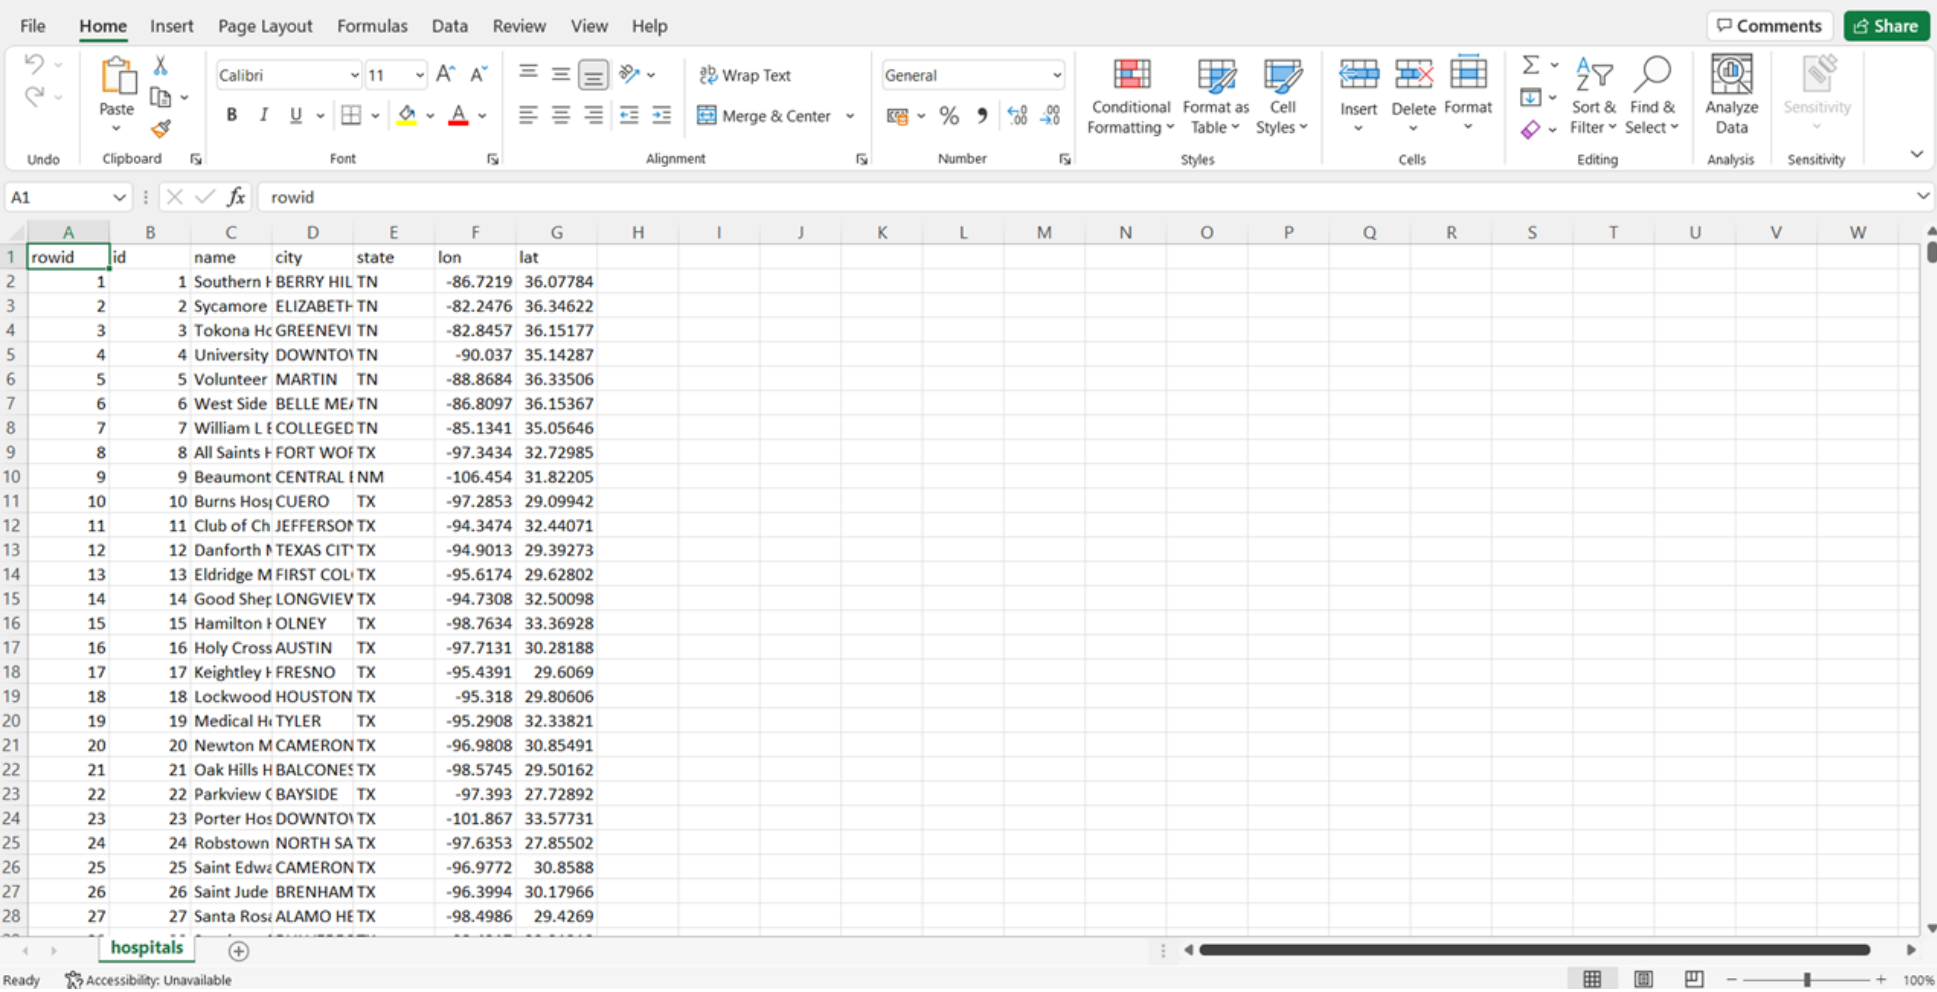 File Home Insert Page Layout Formulas Data Review View Help Comments Share
Calibri 11 Wrap Text General
Paste B I U Merge & Center % Conditional Formatting Format as Table Cell Styles Insert Delete Format Sort & Filter Find & Select Analyze Data Sensitivity
Undo Clipboard Font Alignment Number Styles Cells Editing Analysis Sensitivity
A1 fx rowid
A B C D E F G H I J K L M N O P Q R S T U V W
1 rowid id name city state lon lat
2 1 1 Southern H BERRY HIL TN -86.7219 36.07784
3 2 2 Sycamore ELIZABETH TN -82.2476 36.34622
4 3 3 Tokona Ho GREENEVI TN -82.8457 36.15177
5 4 4 University DOWNTO TN -90.037 35.14287
6 5 5 Volunteer MARTIN TN -88.8684 36.33506
7 6 6 West Side BELLE MEA TN -86.8097 36.15367
8 7 7 William L COLLEGED TN -85.1341 35.05646
9 8 8 All Saints FORT WOR TX -97.3434 32.72985
10 9 9 Beaumont CENTRAL NM -106.454 31.82205
11 10 10 Burns Hosp CUERO TX -97.2853 29.09942
12 11 11 Club of Ch JEFFERSON TX -94.3474 32.44071
13 12 12 Danforth TEXAS CIT TX -94.9013 29.39273
14 13 13 Eldridge M FIRST COL TX -95.6174 29.62802
15 14 14 Good Shep LONGVIEW TX -94.7308 32.50098
16 15 15 Hamilton OLNEY TX -98.7634 33.36928
17 16 16 Holy Cross AUSTIN TX -97.7131 30.28188
18 17 17 Keightley FRESNO TX -95.4391 29.6069
19 18 18 Lockwood HOUSTON TX -95.318 29.80606
20 19 19 Medical TYLER TX -95.2908 32.33821
21 20 20 Newton M CAMERON TX -96.9808 30.85491
22 21 21 Oak Hills H BALCONES TX -98.5745 29.50162
23 22 22 Parkview BAYSIDE TX -97.393 27.72892
24 23 23 Porter Hos DOWNTO TX -101.867 33.57731
25 24 24 Robstown NORTH SA TX -97.6353 27.85502
26 25 25 Saint Edwa CAMERON TX -96.9772 30.8588
27 26 26 Saint Jude BRENHAM TX -96.3994 30.17966
28 27 27 Santa Rosa ALAMO HE TX -98.4986 29.4269
hospitals
Ready Accessibility: Unavailable 100%